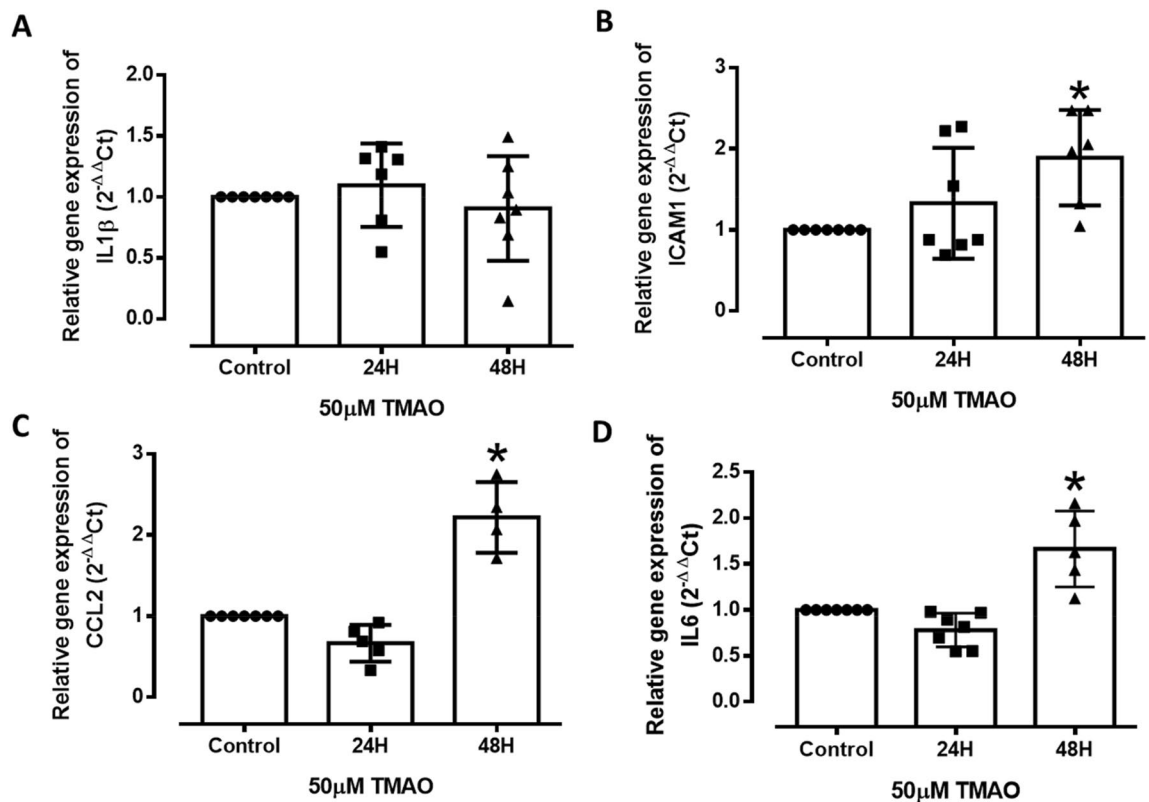 A
Relative gene expression of
IL1β (2-ΔΔCt)
2.0
1.5
1.0
0.5
0.0
Control
24H
48H
50μM TMAO
B
Relative gene expression of
ICAM1 (2-ΔΔCt)
3
2
1
0
*
Control
24H
48H
50μM TMAO
C
Relative gene expression of
CCL2 (2-ΔΔCt)
3
2
1
0
*
Control
24H
48H
50μM TMAO
D
Relative gene expression of
IL6 (2-ΔΔCt)
2.5
2.0
1.5
1.0
0.5
0.0
*
Control
24H
48H
50μM TMAO